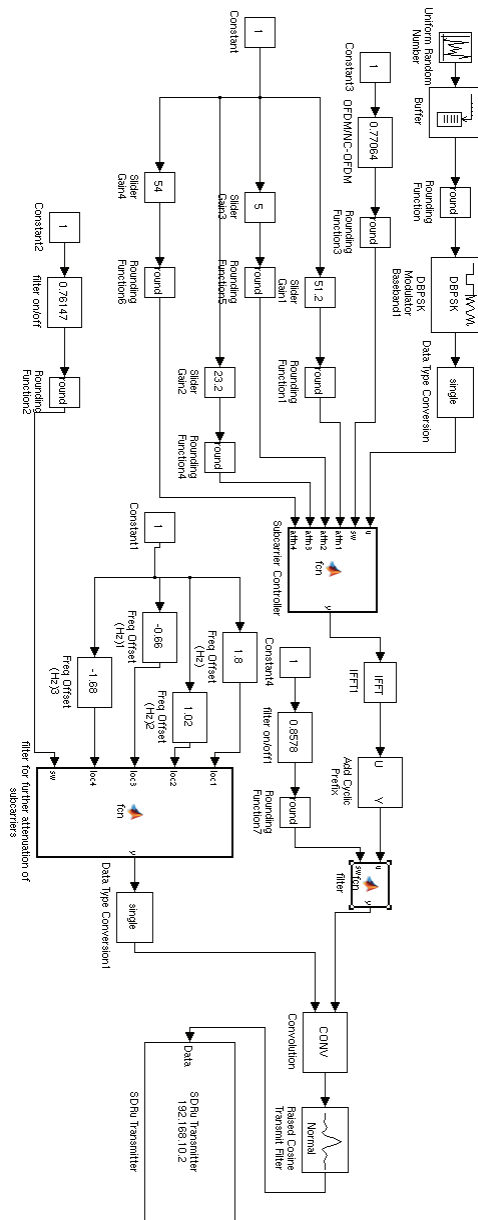 Uniform Random
Number
Buffer
round
Rounding
Function
DBPSK
DBPSK
Modulator
Baseband1
single
Data Type Conversion
1
Constant3
0.77064
OFDM/NC-OFDM
round
Rounding
Function3
1
Constant
51.2
Slider
Gain1
round
Rounding
Function1
5
Slider
Gain3
round
Rounding
Function5
23.2
Slider
Gain2
round
Rounding
Function4
54
Slider
Gain4
round
Rounding
Function6
u
sw
attn1
attn2
attn3
attn4
fcn
y
Subcarrier Controller
IFFT
IFFT1
U
Y
Add Cyclic
Prefix
1
Constant4
0.8578
filter on/off1
round
Rounding
Function7
u
sw
fcn
y
filter
1
Constant2
0.76147
filter on/off
round
Rounding
Function2
1
Constant1
1.8
Freq Offset
(Hz)
1.02
Freq Offset
(Hz)2
-0.66
Freq Offset
(Hz)1
-1.68
Freq Offset
(Hz)3
loc1
loc2
loc3
loc4
sw
fcn
y
filter for further attenuation of
subcarriers
single
Data Type Conversion1
CONV
Convolution
Normal
Raised Cosine
Transmit Filter
Data
SDRu Transmitter
192.168.10.2
SDRu Transmitter